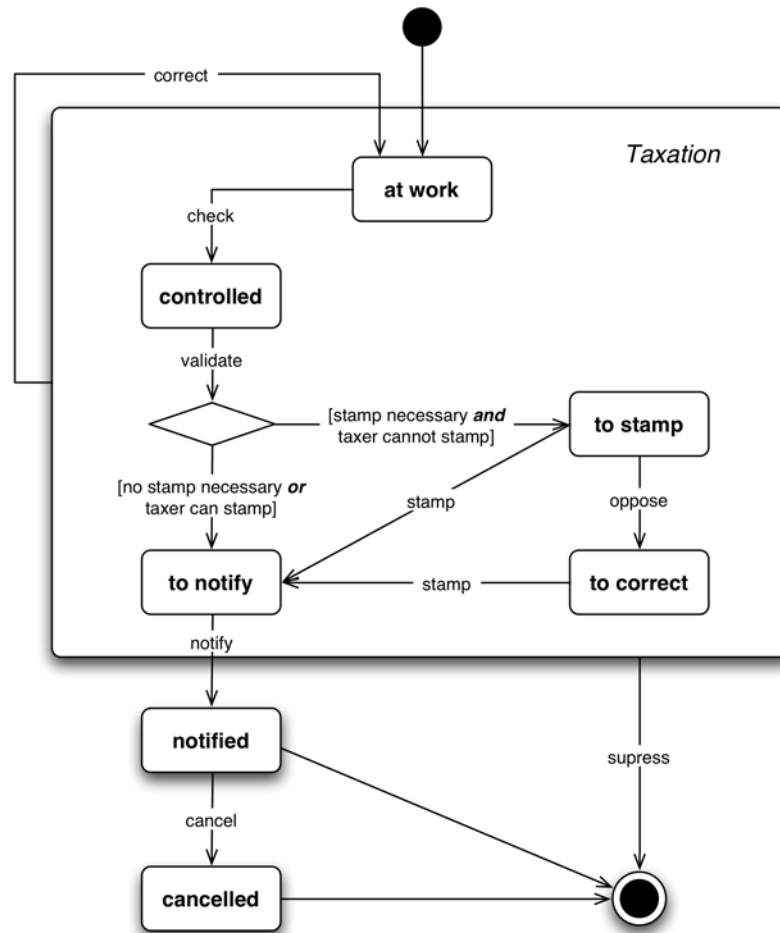 correct
Taxation
at work
check
controlled
validate
[stamp necessary and
taxer cannot stamp]
to stamp
[no stamp necessary or
taxer can stamp]
stamp
oppose
to notify
stamp
to correct
notify
notified
supress
cancel
cancelled